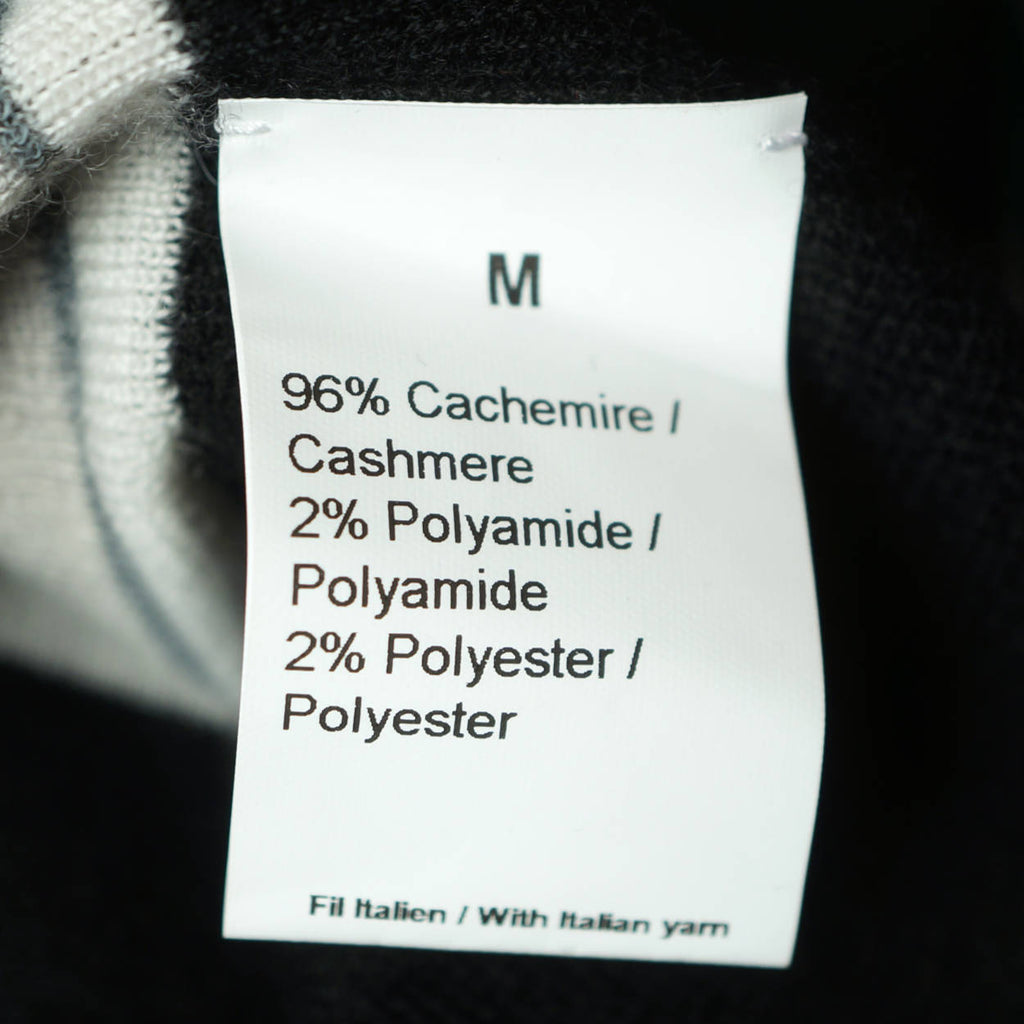 M
96% Cachemire /
Cashmere
2% Polyamide /
Polyamide
2% Polyester /
Polyester
Fil Italien / With Italian yarn